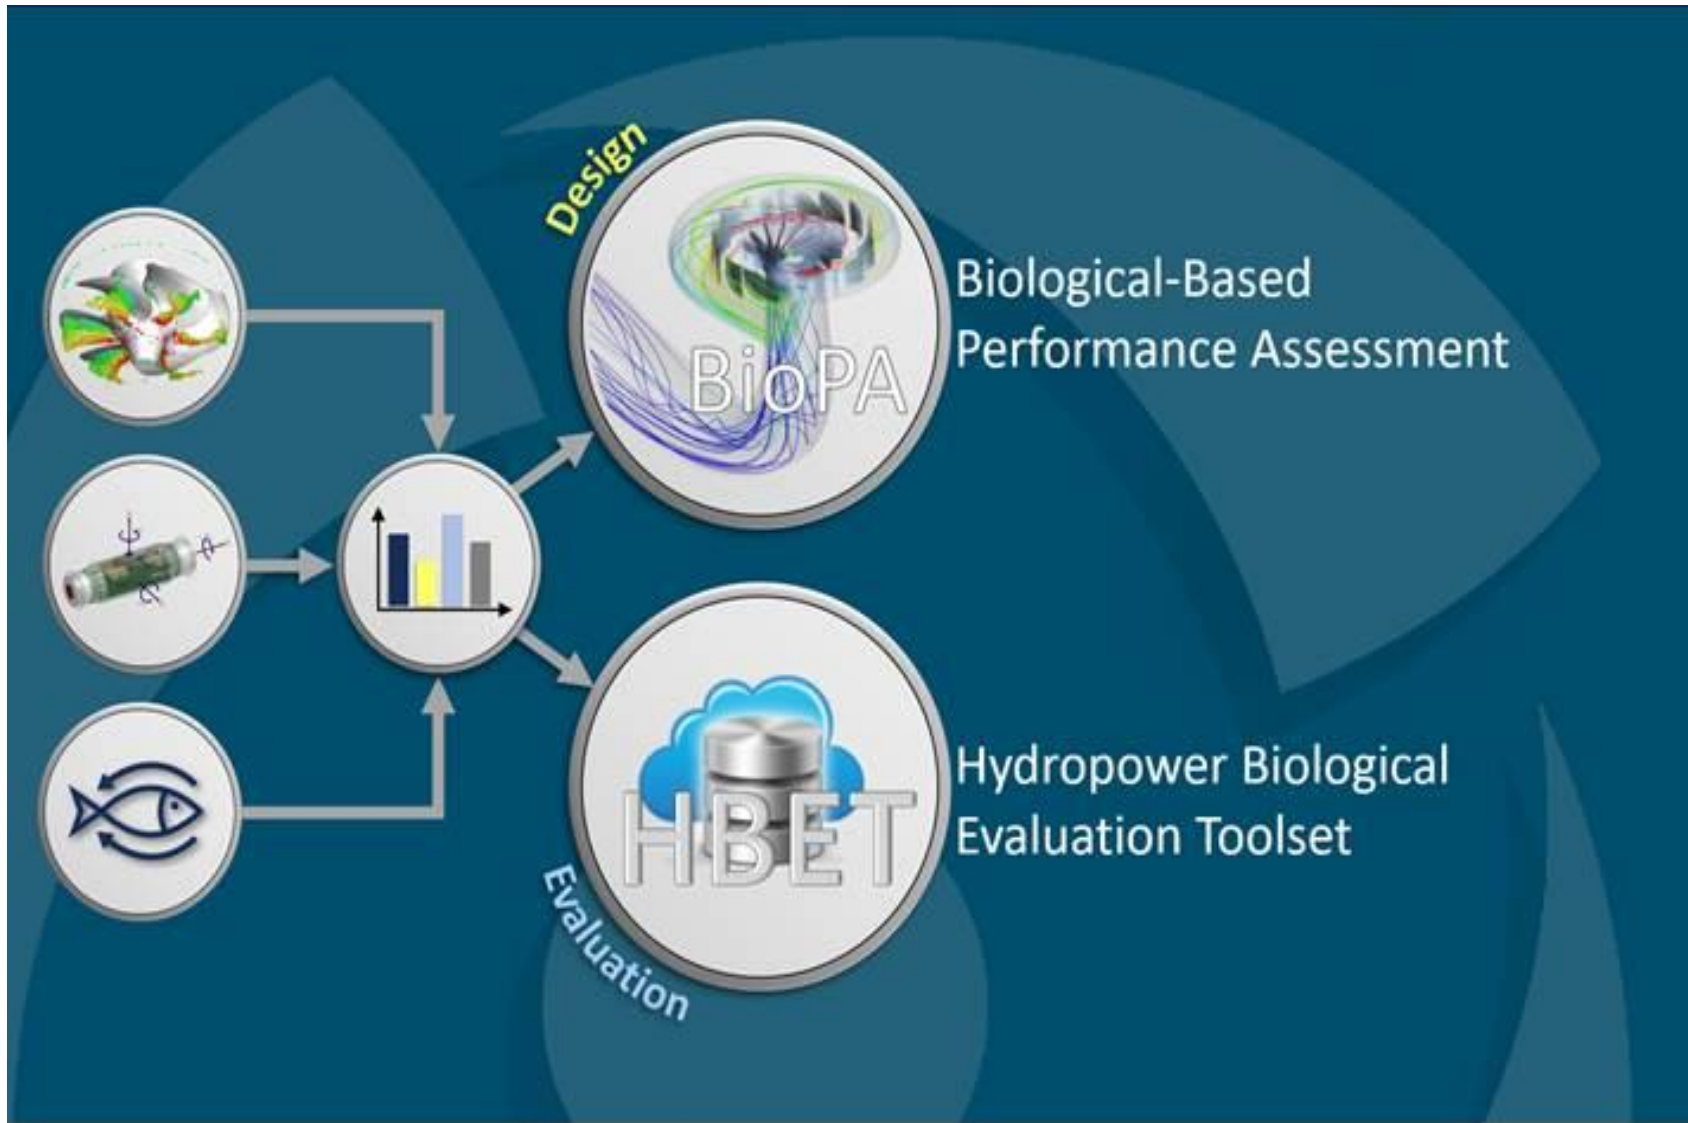 Design
BioPA
Biological-Based
Performance Assessment
HBET
Hydropower Biological
Evaluation Toolset
Evaluation